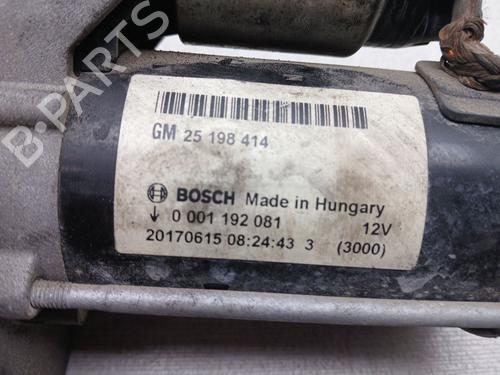 B-PARTS
GM 25 198 414
BOSCH Made in Hungary
↓ 0 001 192 081 12V
20170615 08:24:43 3 (3000)